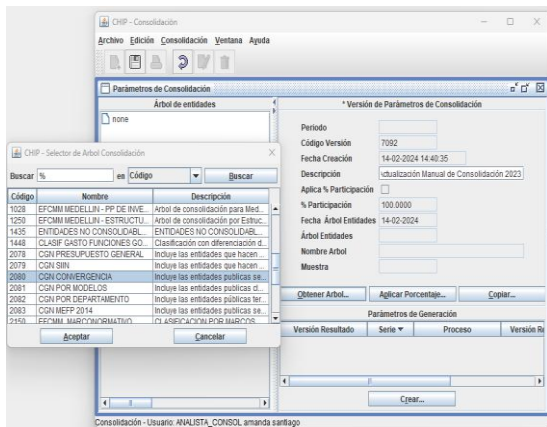 CHIP - Consolidación
Archivo Edición Consolidación Ventana Ayuda
Parámetros de Consolidación
Árbol de entidades
none
* Versión de Parámetros de Consolidación
Periodo
Código Versión 7092
Fecha Creación 14-02-2024 14:40:35
Descripción ctualización Manual de Consolidación 2023
Aplica % Participación
% Participación 100.0000
Fecha Árbol Entidades 14-02-2024
Árbol Entidades
Nombre Arbol
Muestra
Obtener Arbol... Aplicar Porcentaje... Copiar...
Parámetros de Generación
Versión Resultado Serie Proceso Versión Re
Crear...
CHIP - Selector de Arbol Consolidación
Buscar % en Código Buscar
Código Nombre Descripción
1028 EFCMM MEDELLIN - PP DE INVE... Arbol de consolidación para Med...
1250 EFCMM MEDELLIN - ESTRUCTU... Arbol de consolidación por Estruc...
1435 ENTIDADES NO CONSOLIDABL... ENTIDADES NO CONSOLIDABL...
1448 CLASIF GASTO FUNCIONES GO... Clasificación con diferenciación d...
2078 CGN PRESUPUESTO GENERAL Incluye las entidades que hacen ...
2079 CGN SIIN Incluye las entidades que hacen ...
2080 CGN CONVERGENCIA Incluye las entidades publicas se...
2081 CGN POR MODELOS Incluye las entidades publicas cl...
2082 CGN POR DEPARTAMENTO Incluye las entidades públicas ter...
2083 CGN MEFP 2014 Incluye las entidades publicas se...
2150 EFCMM MARCONORMATIVO CLASIFICACION POR MARCOS
Aceptar Cancelar
Consolidación - Usuario: ANALISTA_CONSOL amanda santiago